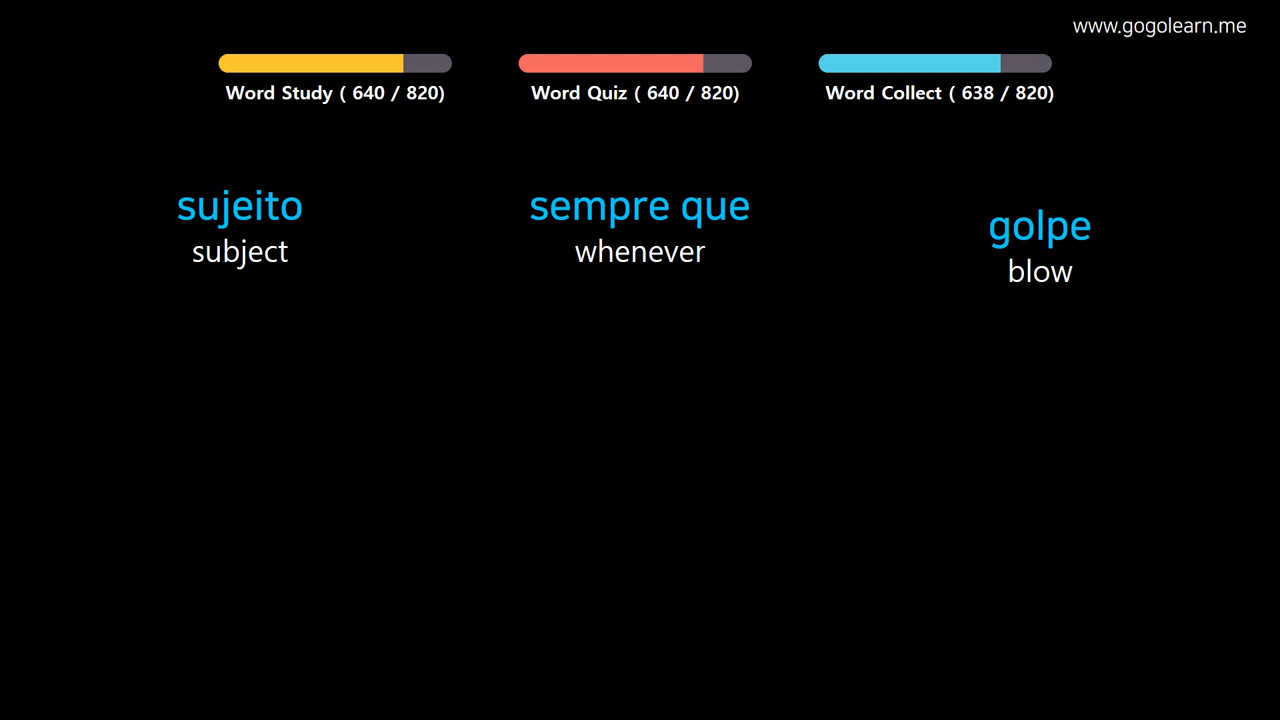 www.gogolearn.me
Word Study ( 640 / 820)
Word Quiz ( 640 / 820)
Word Collect ( 638 / 820)
sujeito
subject
sempre que
whenever
golpe
blow